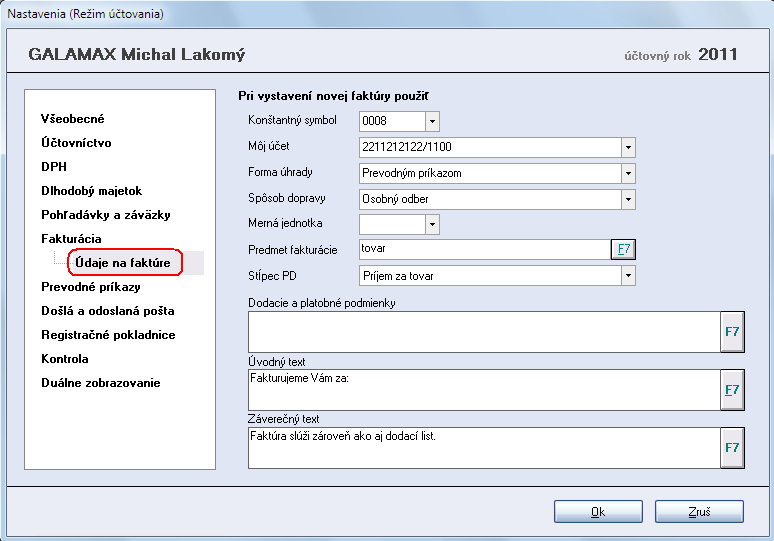 Nastavenia (Režim účtovania)
GALAMAX Michal Lakomý
účtovný rok 2011
Všeobecné
Účtovníctvo
DPH
Dlhodobý majetok
Pohľadávky a záväzky
Fakturácia
Údaje na faktúre
Prevodné príkazy
Došlá a odoslaná pošta
Registračné pokladnice
Kontrola
Duálne zobrazovanie
Pri vystavení novej faktúry použiť
Konštantný symbol 0008
Môj účet 2211212122/1100
Forma úhrady Prevodným príkazom
Spôsob dopravy Osobný odber
Merná jednotka
Predmet fakturácie tovar F7
Stĺpec PD Príjem za tovar
Dodacie a platobné podmienky
F7
Úvodný text
Fakturujeme Vám za:
F7
Záverečný text
Faktúra slúži zároveň ako aj dodací list.
F7
Ok Zruš